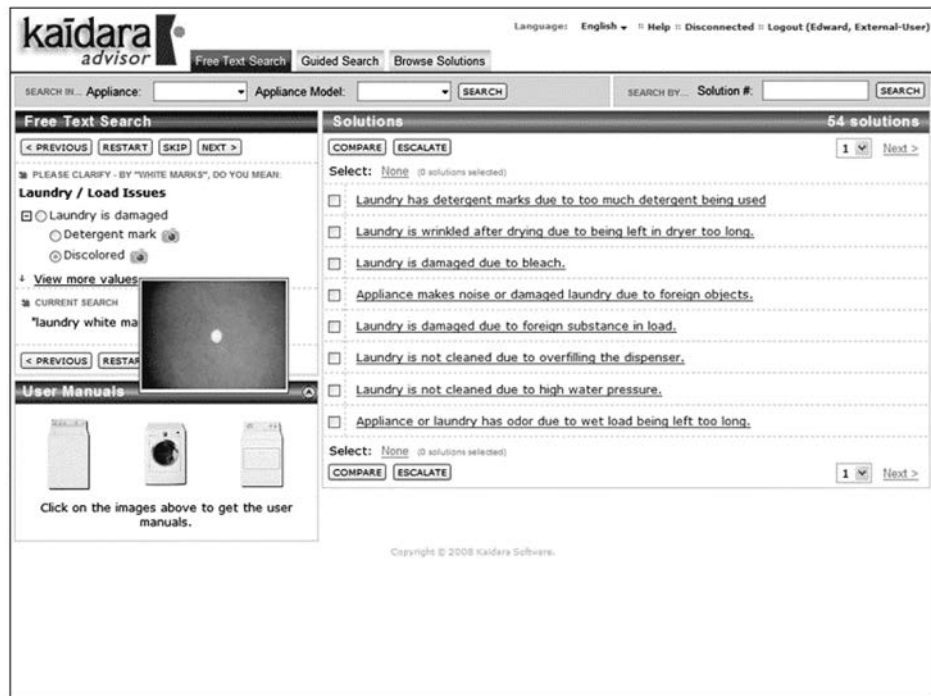 kaīdara
advisor
Language: English :: Help :: Disconnected :: Logout (Edward, External-User)
Free Text Search Guided Search Browse Solutions
SEARCH IN... Appliance: Appliance Model: SEARCH
SEARCH BY... Solution #: SEARCH
Free Text Search
< PREVIOUS RESTART SKIP NEXT >
PLEASE CLARIFY - BY "WHITE MARKS", DO YOU MEAN:
Laundry / Load Issues
Laundry is damaged
Detergent mark
Discolored
View more values
CURRENT SEARCH
"laundry white ma
< PREVIOUS RESTAR
User Manuals
Click on the images above to get the user
manuals.
Solutions 54 solutions
COMPARE ESCALATE 1 Next >
Select: None (0 solutions selected)
Laundry has detergent marks due to too much detergent being used
Laundry is wrinkled after drying due to being left in dryer too long.
Laundry is damaged due to bleach.
Appliance makes noise or damaged laundry due to foreign objects.
Laundry is damaged due to foreign substance in load.
Laundry is not cleaned due to overfilling the dispenser.
Laundry is not cleaned due to high water pressure.
Appliance or laundry has odor due to wet load being left too long.
Select: None (0 solutions selected)
COMPARE ESCALATE 1 Next >
Copyright © 2008 Kaidara Software.